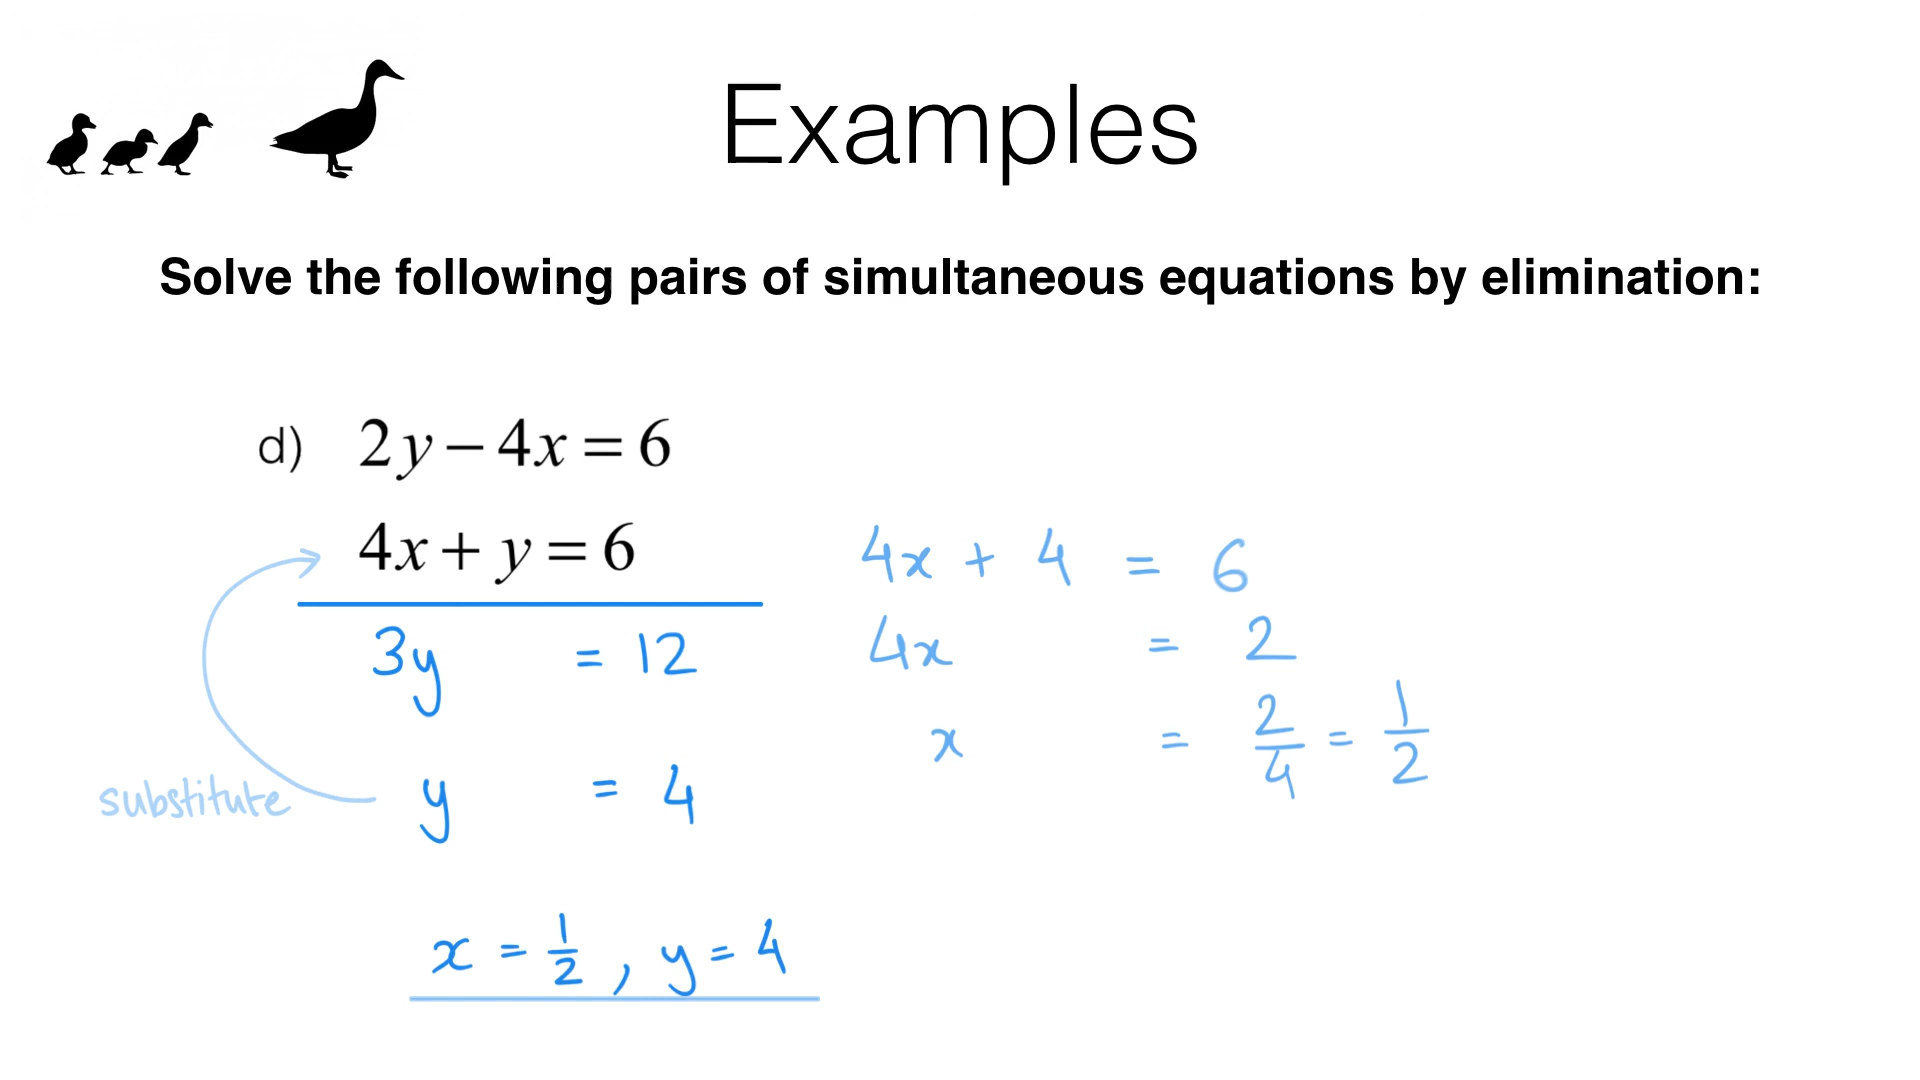 Examples
Solve the following pairs of simultaneous equations by elimination:
d) 2y − 4x = 6
4x + y = 6
3y = 12
substitute y = 4
4x + 4 = 6
4x = 2
x = 2/4 = 1/2
x = 1/2 , y = 4